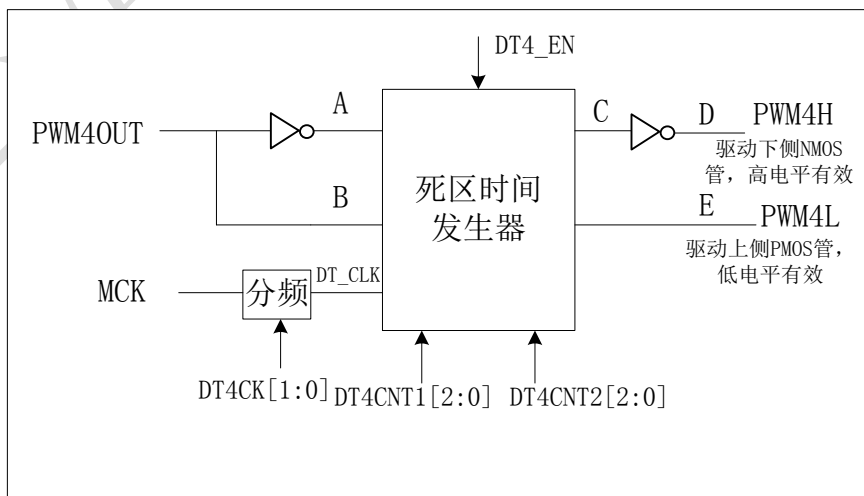 DT4_EN
PWM4OUT
A
C
D
PWM4H
驱动下侧NMOS
管，高电平有效
死区时间
发生器
B
E
PWM4L
驱动上侧PMOS管，
低电平有效
MCK
分频
DT_CLK
DT4CK[1:0]
DT4CNT1[2:0]
DT4CNT2[2:0]